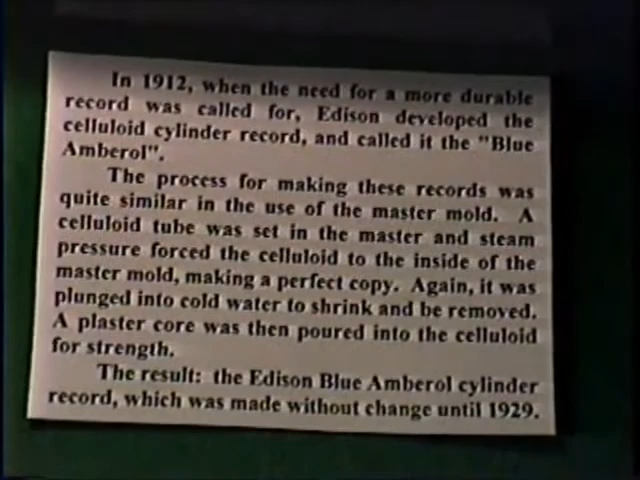 In 1912, when the need for a more durable
record was called for, Edison developed the
celluloid cylinder record, and called it the "Blue
Amberol".
The process for making these records was
quite similar in the use of the master mold. A
celluloid tube was set in the master and steam
pressure forced the celluloid to the inside of the
master mold, making a perfect copy. Again, it was
plunged into cold water to shrink and be removed.
A plaster core was then poured into the celluloid
for strength.
The result: the Edison Blue Amberol cylinder
record, which was made without change until 1929.